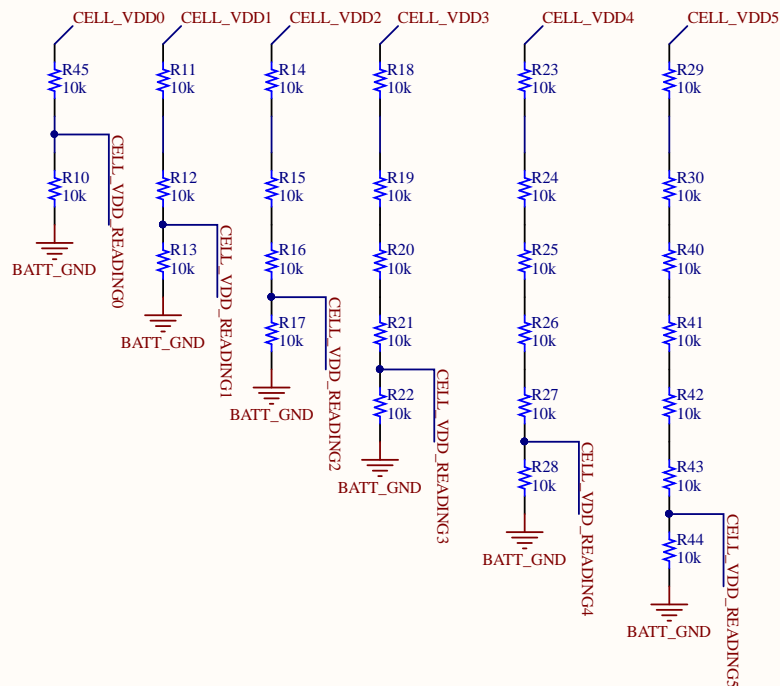 CELL_VDD0
CELL_VDD1
CELL_VDD2
CELL_VDD3
CELL_VDD4
CELL_VDD5
R45
10k
R10
10k
CELL_VDD_READING0
BATT_GND
R11
10k
R12
10k
R13
10k
CELL_VDD_READING1
BATT_GND
R14
10k
R15
10k
R16
10k
R17
10k
CELL_VDD_READING2
BATT_GND
R18
10k
R19
10k
R20
10k
R21
10k
R22
10k
CELL_VDD_READING3
BATT_GND
R23
10k
R24
10k
R25
10k
R26
10k
R27
10k
R28
10k
CELL_VDD_READING4
BATT_GND
R29
10k
R30
10k
R40
10k
R41
10k
R42
10k
R43
10k
R44
10k
CELL_VDD_READING5
BATT_GND